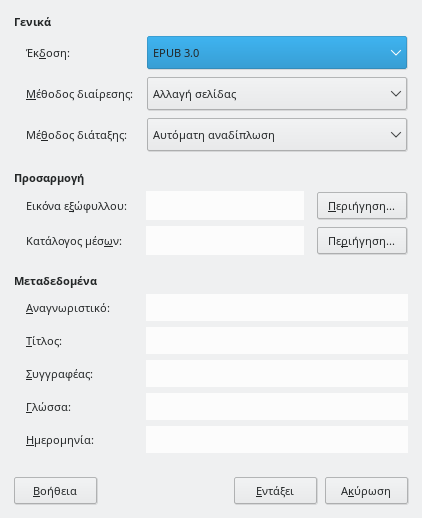 Γενικά
Έκδοση: EPUB 3.0
Μέθοδος διαίρεσης: Αλλαγή σελίδας
Μέθοδος διάταξης: Αυτόματη αναδίπλωση
Προσαρμογή
Εικόνα εξώφυλλου: Περιήγηση...
Κατάλογος μέσων: Περιήγηση...
Μεταδεδομένα
Αναγνωριστικό:
Τίτλος:
Συγγραφέας:
Γλώσσα:
Ημερομηνία:
Βοήθεια Εντάξει Ακύρωση